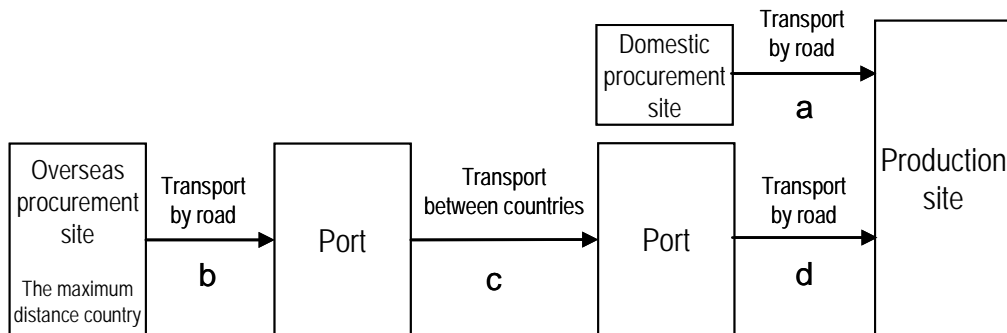 Domestic
procurement
site
Transport
by road
a
Production
site
Overseas
procurement
site
The maximum
distance country
Transport
by road
b
Port
Transport
between countries
c
Port
Transport
by road
d